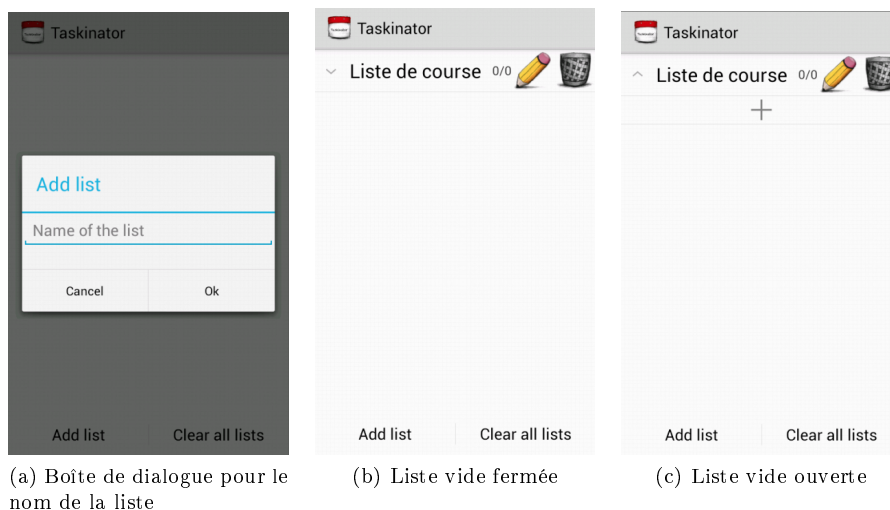 Taskinator
Add list
Name of the list
Cancel Ok
Add list Clear all lists
(a) Boîte de dialogue pour le
nom de la liste
Taskinator
Liste de course 0/0
Add list Clear all lists
(b) Liste vide fermée
Taskinator
Liste de course 0/0
+
Add list Clear all lists
(c) Liste vide ouverte